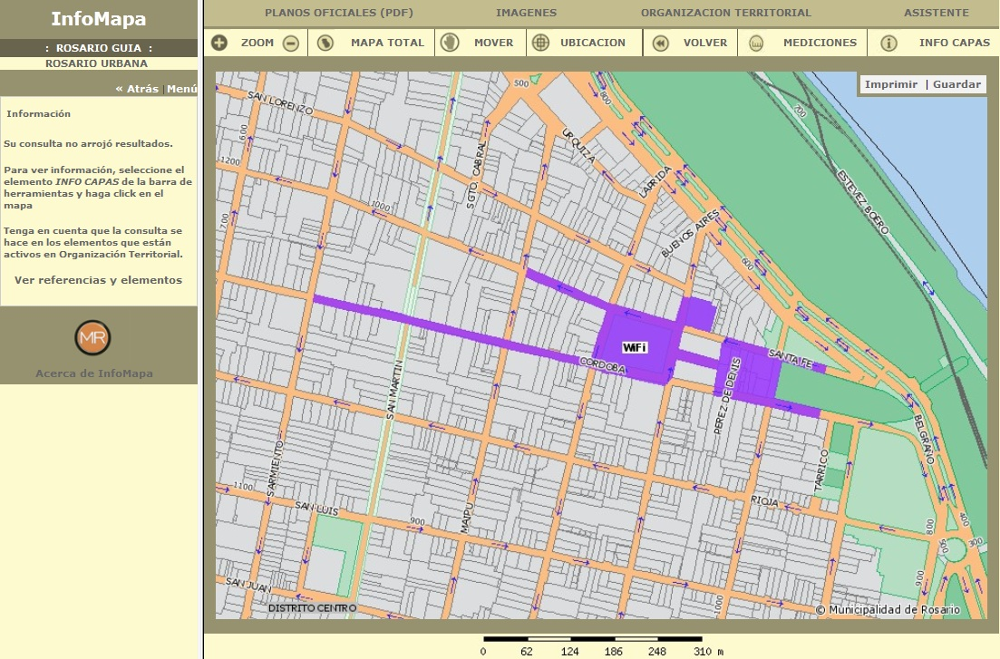 InfoMapa
: ROSARIO GUIA :
ROSARIO URBANA
« Atrás | Menú
Información
Su consulta no arrojó resultados.
Para ver información, seleccione el
elemento INFO CAPAS de la barra de
herramientas y haga click en el
mapa
Tenga en cuenta que la consulta se
hace en los elementos que están
activos en Organización Territorial.
Ver referencias y elementos
MR
Acerca de InfoMapa
PLANOS OFICIALES (PDF) IMAGENES ORGANIZACION TERRITORIAL ASISTENTE
ZOOM MAPA TOTAL MOVER UBICACION VOLVER MEDICIONES INFO CAPAS
Imprimir | Guardar
500
800
200
SAN LORENZO
600
URQUIZA
1200
SGTO. CABRAL
LAPRIDA
ESTEVEZ BOERO
1000
700
BUENOS AIRES
600
WiFi
CORDOBA
SANTA FE
PEREZ DE DENIS
SAN MARTIN
SARMIENTO
BELGRANO
TARRICO
1100
SAN LUIS
900
MAIPU
RIOJA
800
400
500
300
900
SAN JUAN
1000
DISTRITO CENTRO
© Municipalidad de Rosario
0 62 124 186 248 310 m